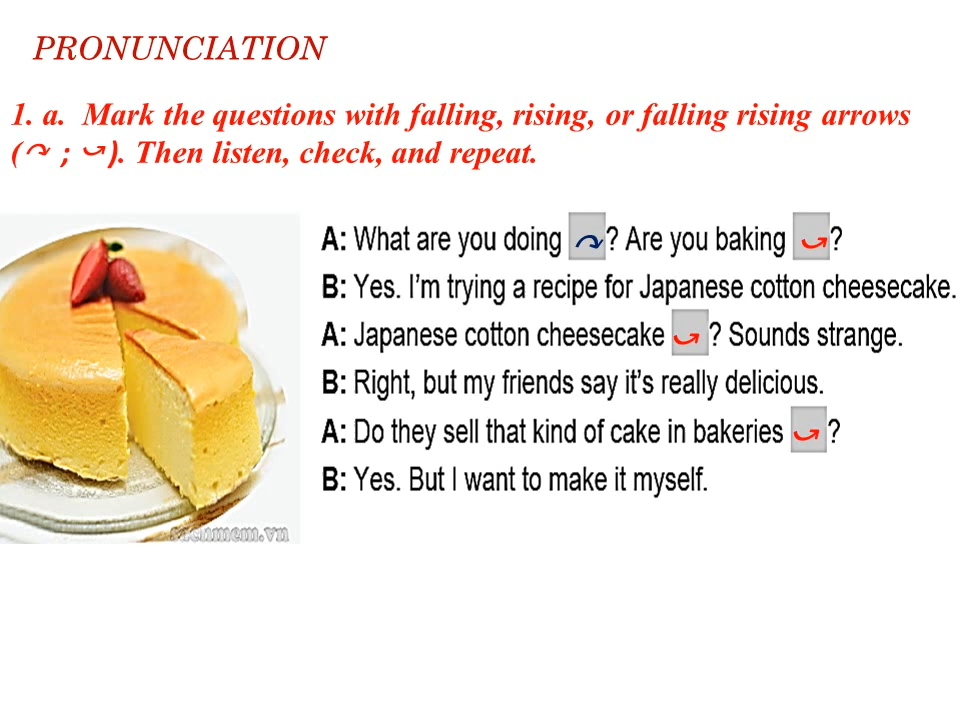 PRONUNCIATION
1. a. Mark the questions with falling, rising, or falling rising arrows
(↷ ; ⤻). Then listen, check, and repeat.
A: What are you doing ↷? Are you baking ⤻?
B: Yes. I'm trying a recipe for Japanese cotton cheesecake.
A: Japanese cotton cheesecake ⤻? Sounds strange.
B: Right, but my friends say it's really delicious.
A: Do they sell that kind of cake in bakeries ⤻?
B: Yes. But I want to make it myself.
sachmem.vn